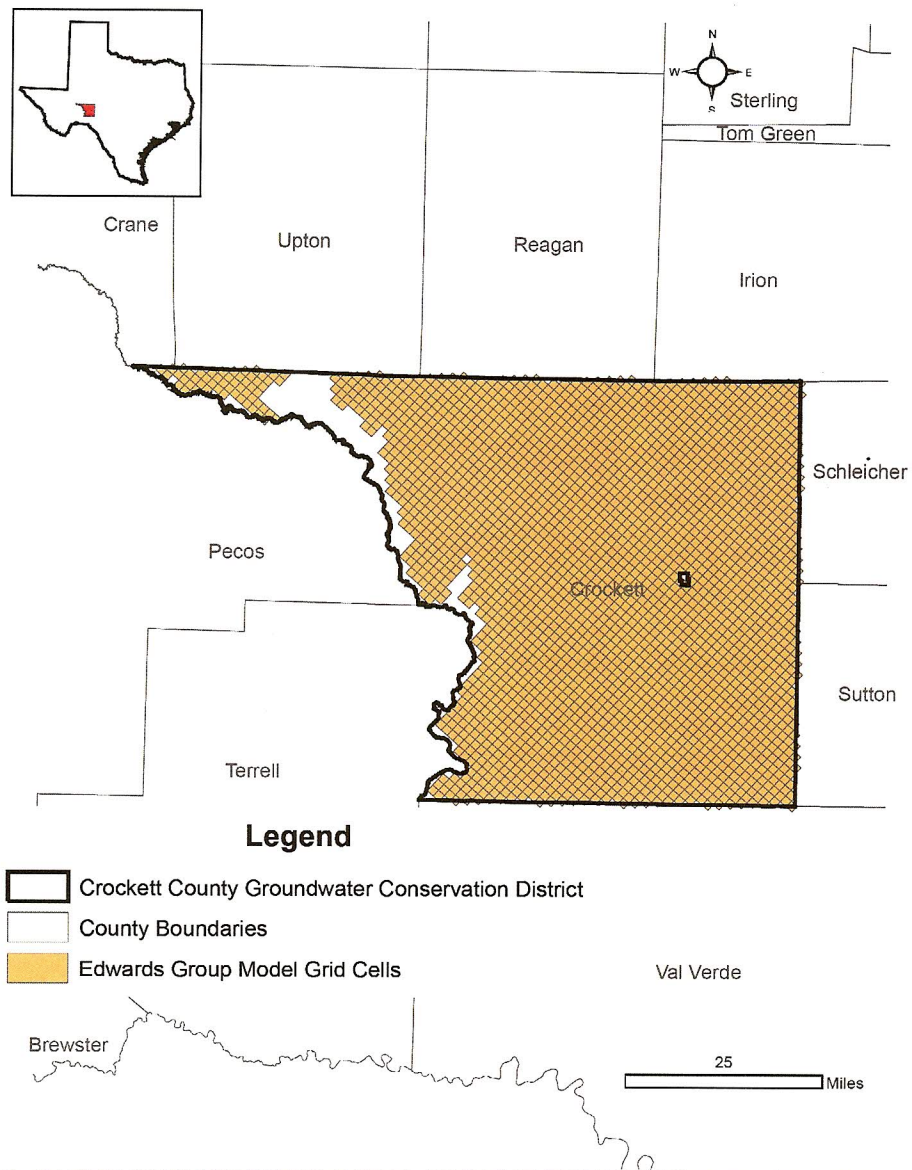 N
W E
S
Sterling
Tom Green
Crane
Upton
Reagan
Irion
Schleicher
Pecos
Crockett
Sutton
Terrell
Legend
Crockett County Groundwater Conservation District
County Boundaries
Edwards Group Model Grid Cells
Val Verde
Brewster
25
Miles